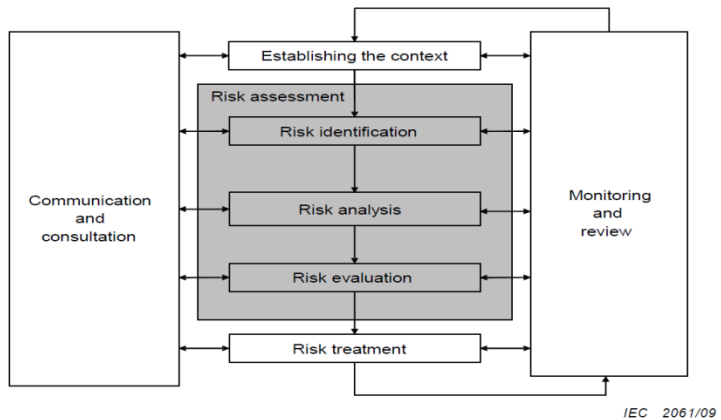 Establishing the context
Risk assessment
Risk identification
Communication
and
consultation
Risk analysis
Monitoring
and
review
Risk evaluation
Risk treatment
IEC 2061/09